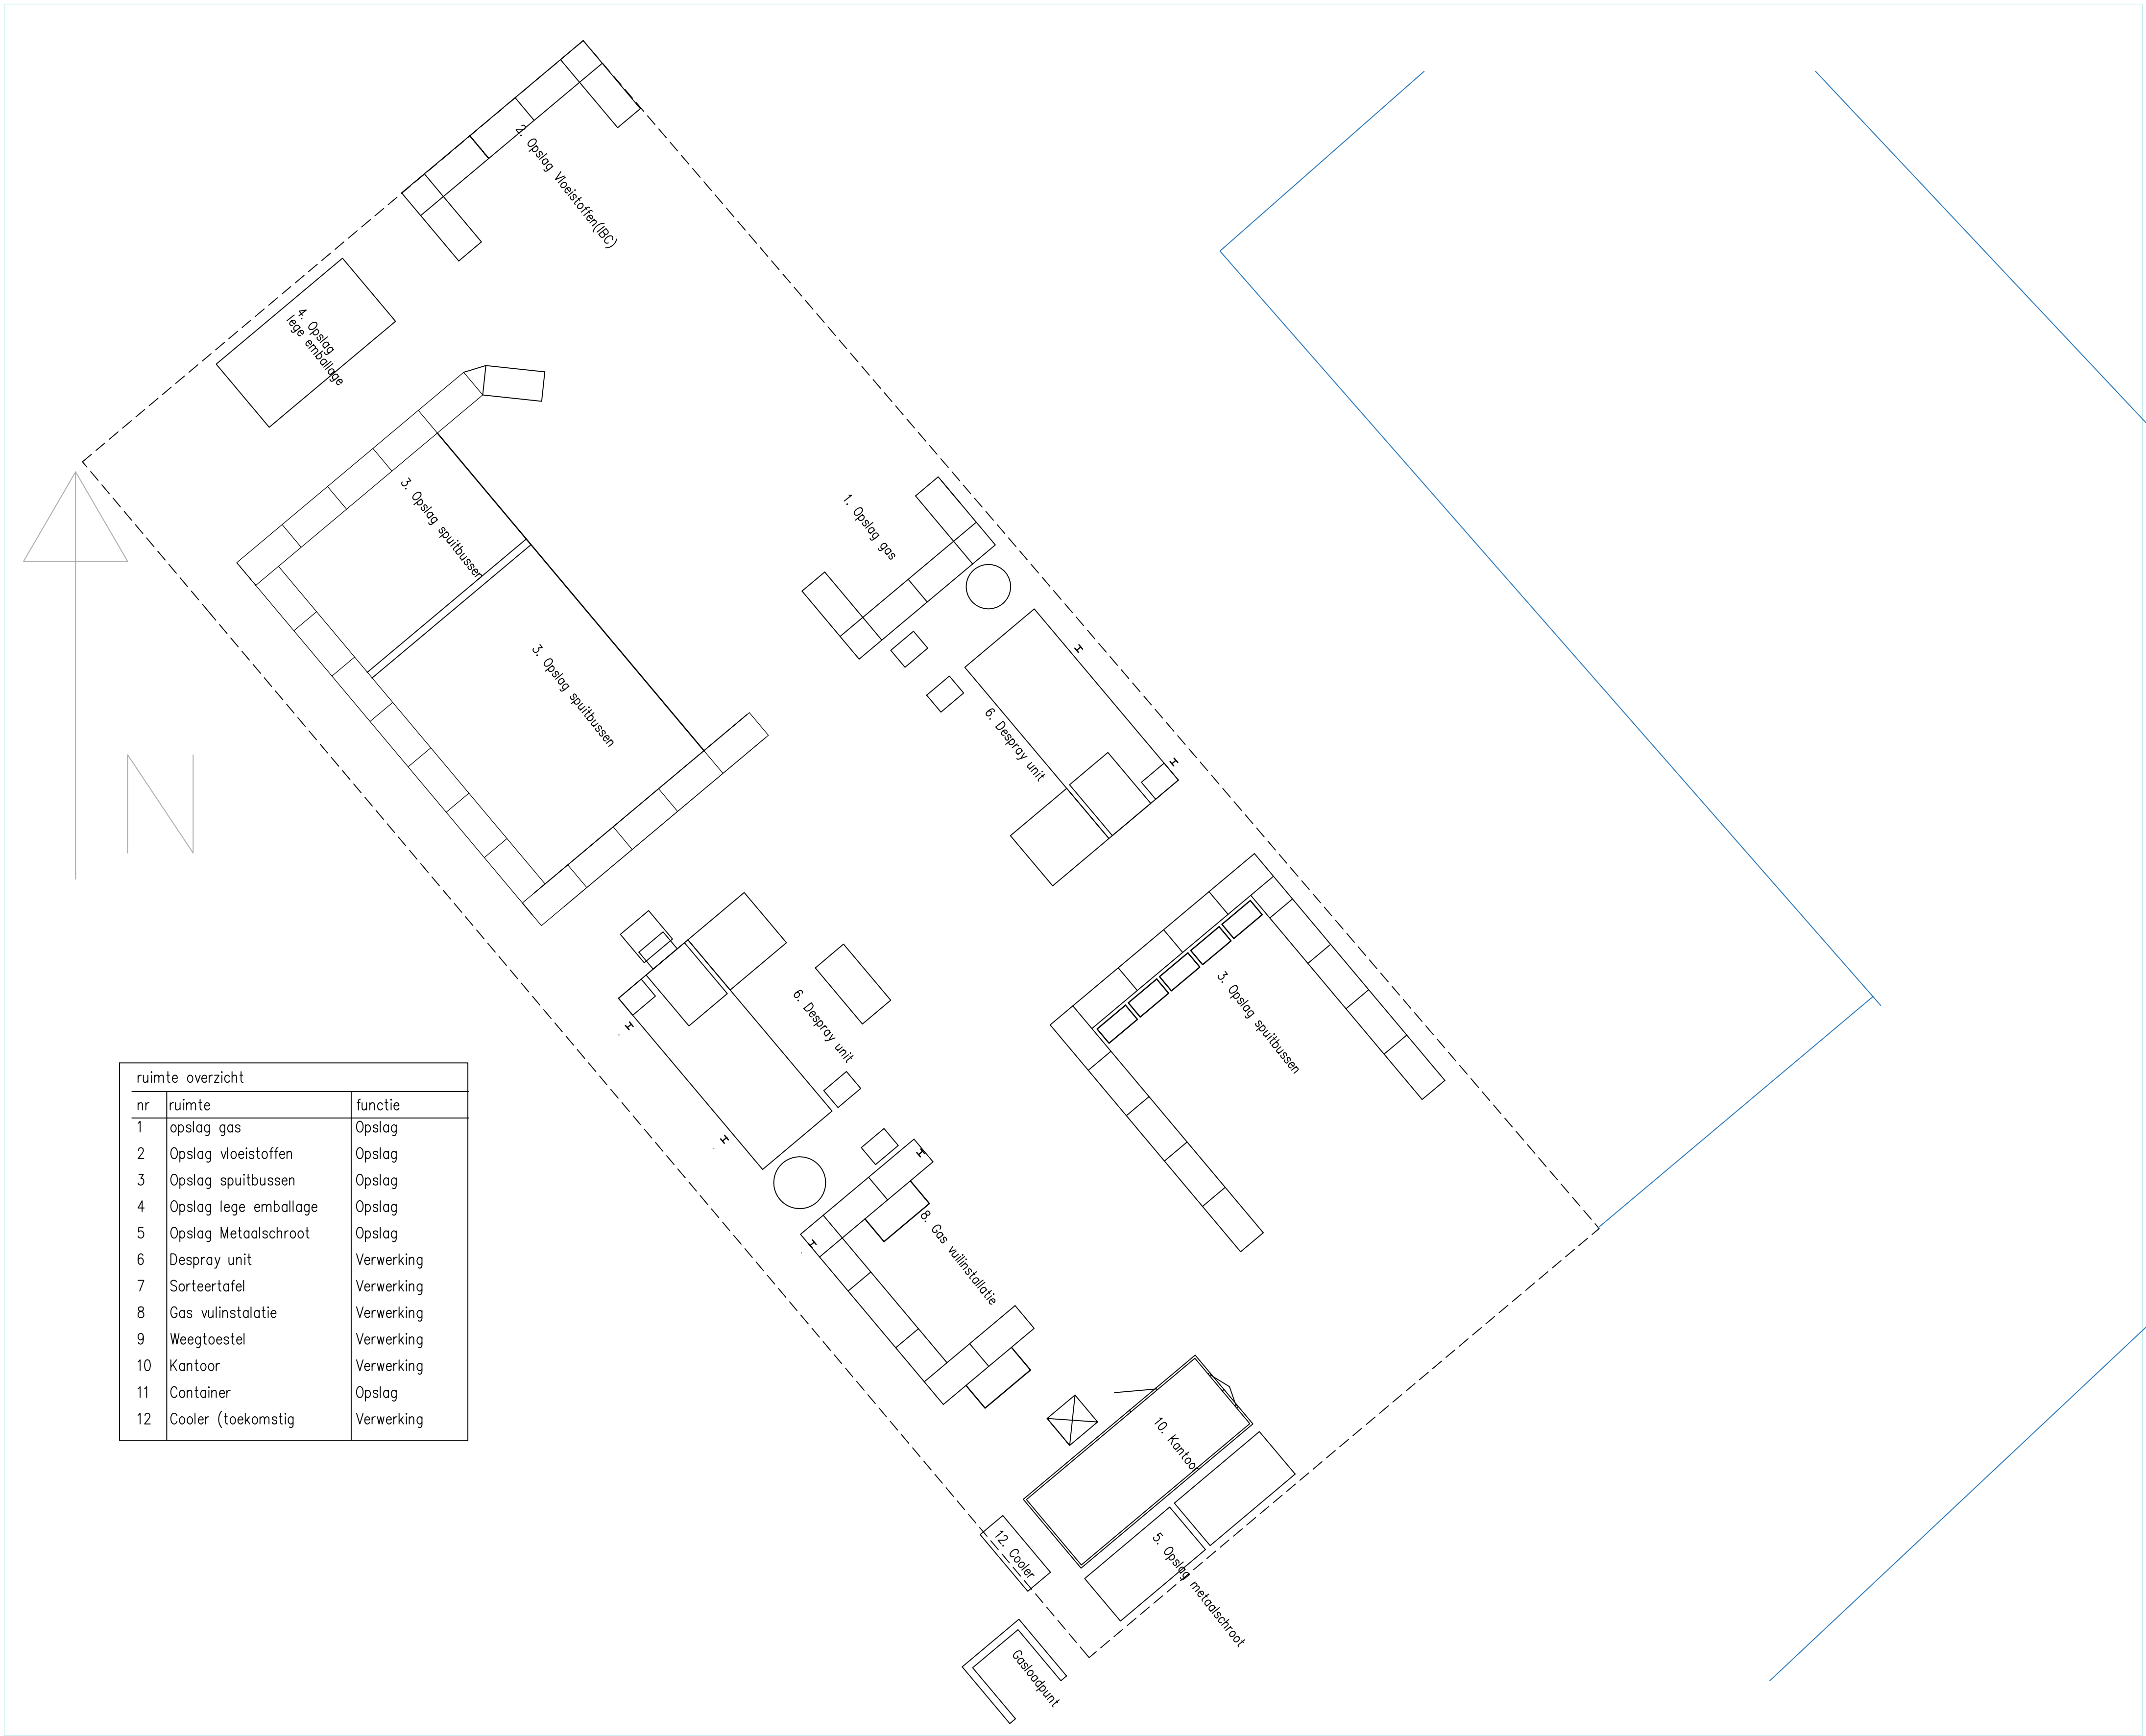 2. Opslag Vloeistoffen(IBC)
4. Opslag
lege emballage
3. Opslag spuitbussen
1. Opslag gas
3. Opslag spuitbussen
6. Despray unit
N
3. Opslag spuitbussen
6. Despray unit
8. Gas vuilinstallatie
10. Kantoor
12. Cooler
5. Opslag metaalschroot
Gasloadpunt
ruimte overzicht
nr ruimte functie
1 opslag gas Opslag
2 Opslag vloeistoffen Opslag
3 Opslag spuitbussen Opslag
4 Opslag lege emballage Opslag
5 Opslag Metaalschroot Opslag
6 Despray unit Verwerking
7 Sorteertafel Verwerking
8 Gas vulinstalatie Verwerking
9 Weegtoestel Verwerking
10 Kantoor Verwerking
11 Container Opslag
12 Cooler (toekomstig Verwerking